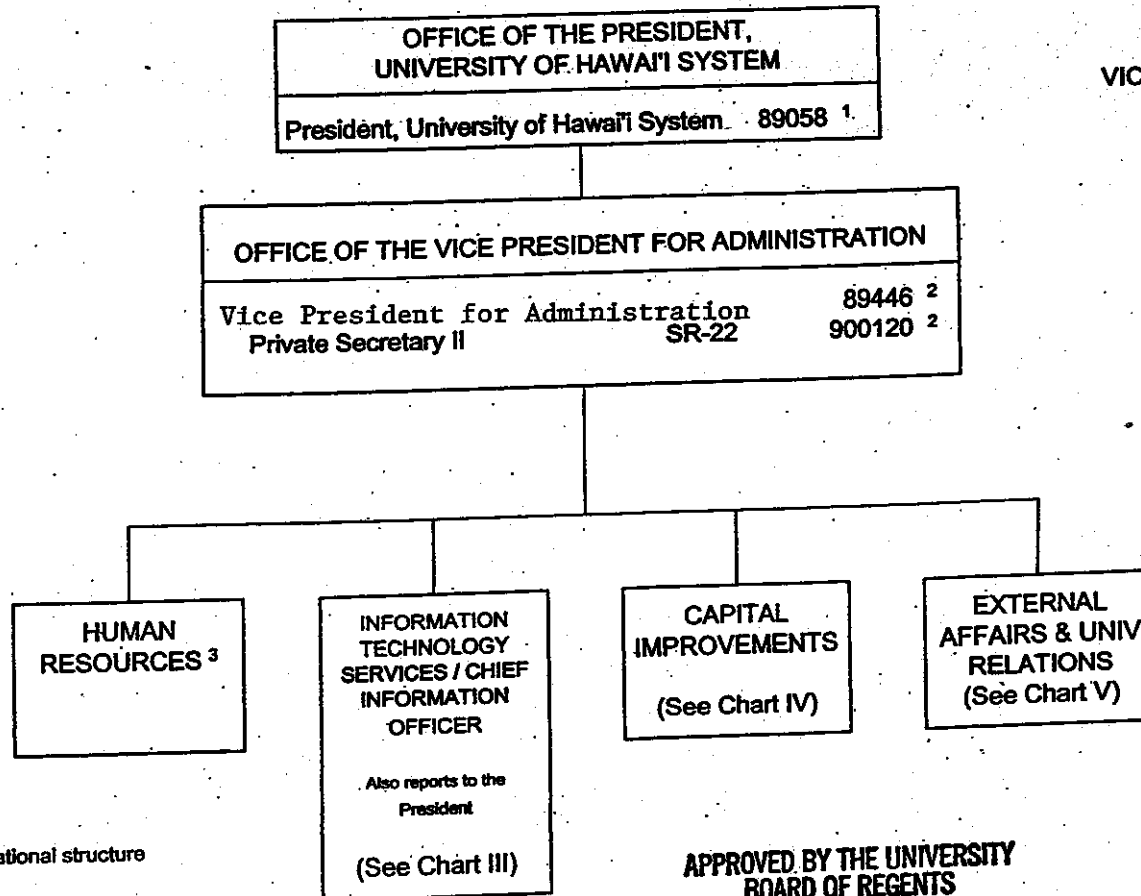 OFFICE OF THE PRESIDENT,
UNIVERSITY OF HAWAI'I SYSTEM
VIC
President, University of Hawai'i System 89058 1
OFFICE OF THE VICE PRESIDENT FOR ADMINISTRATION
Vice President for Administration 89446 2
Private Secretary II SR-22 900120 2
HUMAN
RESOURCES 3
INFORMATION
TECHNOLOGY
SERVICES / CHIEF
INFORMATION
OFFICER
Also reports to the
President
(See Chart III)
CAPITAL
IMPROVEMENTS
(See Chart IV)
EXTERNAL
AFFAIRS & UNIV
RELATIONS
(See Chart V)
ational structure
APPROVED BY THE UNIVERSITY
BOARD OF REGENTS